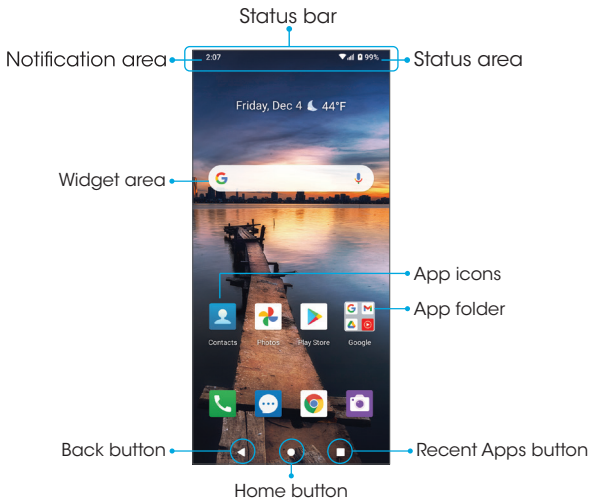 Status bar
Notification area
2:07
99%
Status area
Friday, Dec 4 44°F
Widget area
G
App icons
App folder
Contacts
Photos
Play Store
Google
Back button
Recent Apps button
Home button